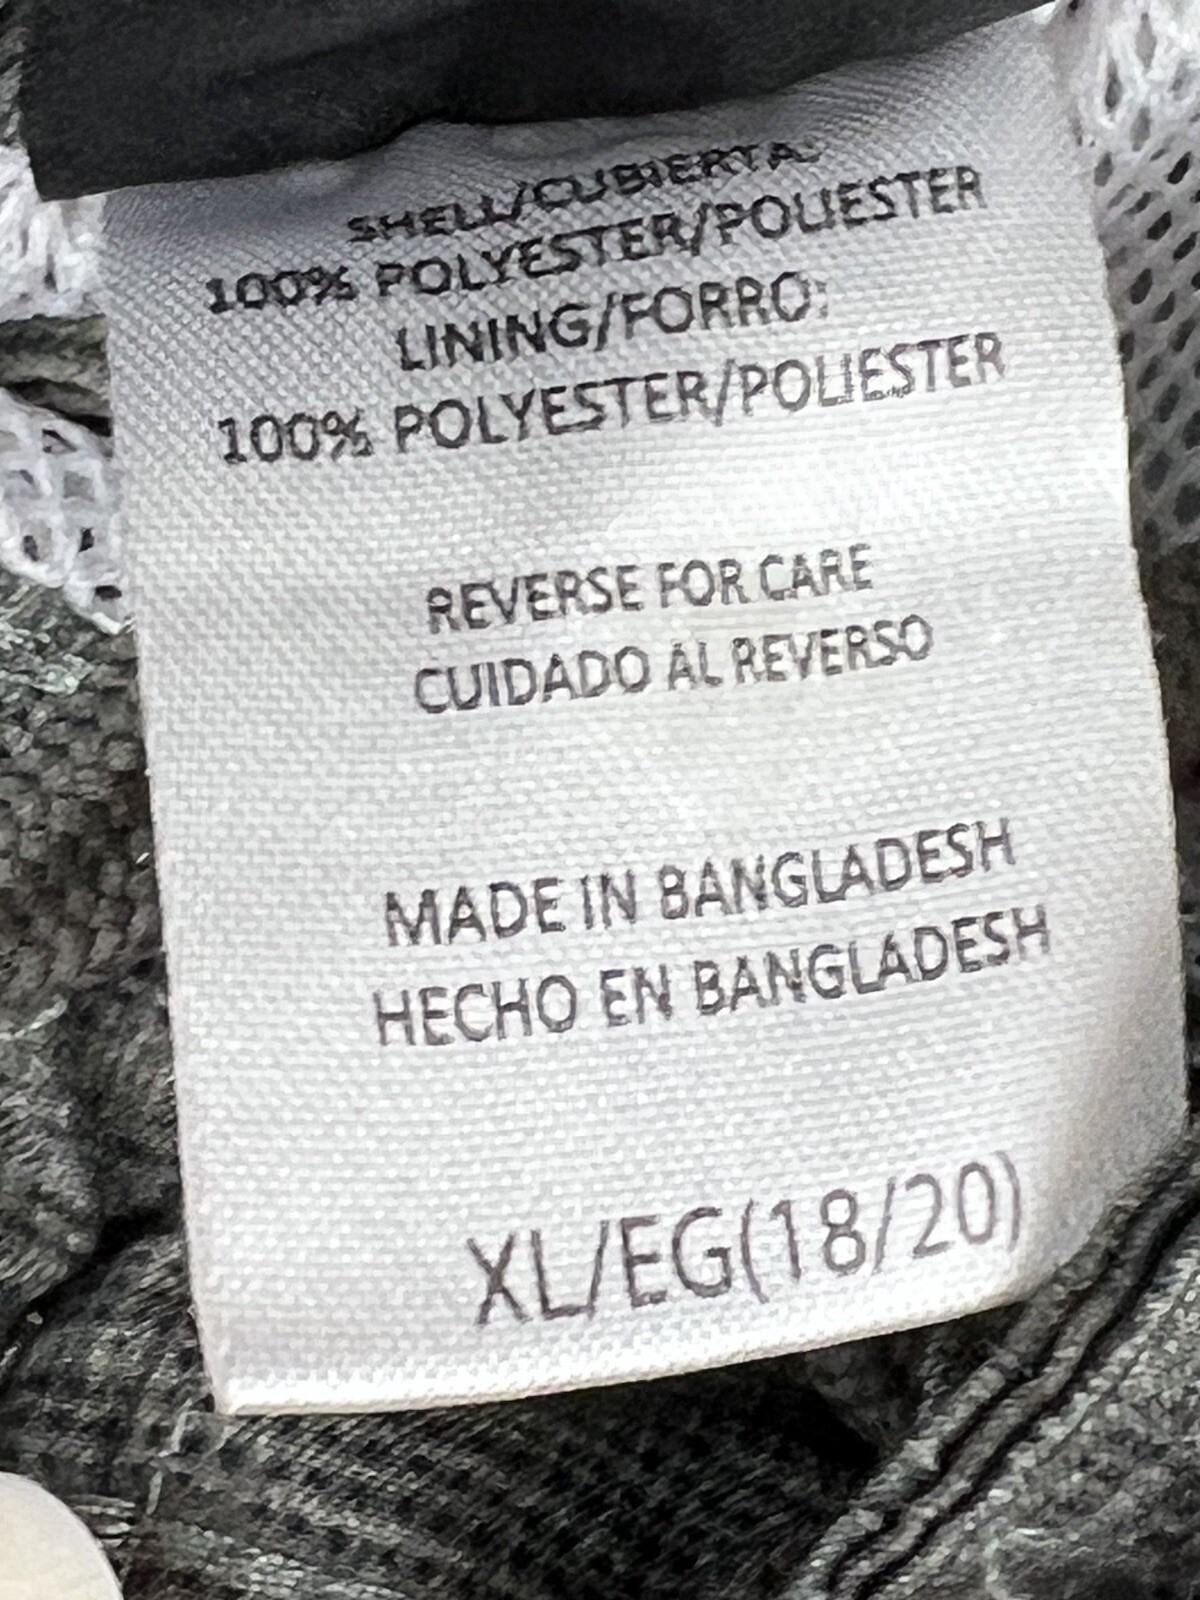 SHELL/CUBIERTA:
100% POLYESTER/POLIESTER
LINING/FORRO:
100% POLYESTER/POLIESTER
REVERSE FOR CARE
CUIDADO AL REVERSO
MADE IN BANGLADESH
HECHO EN BANGLADESH
XL/EG(18/20)